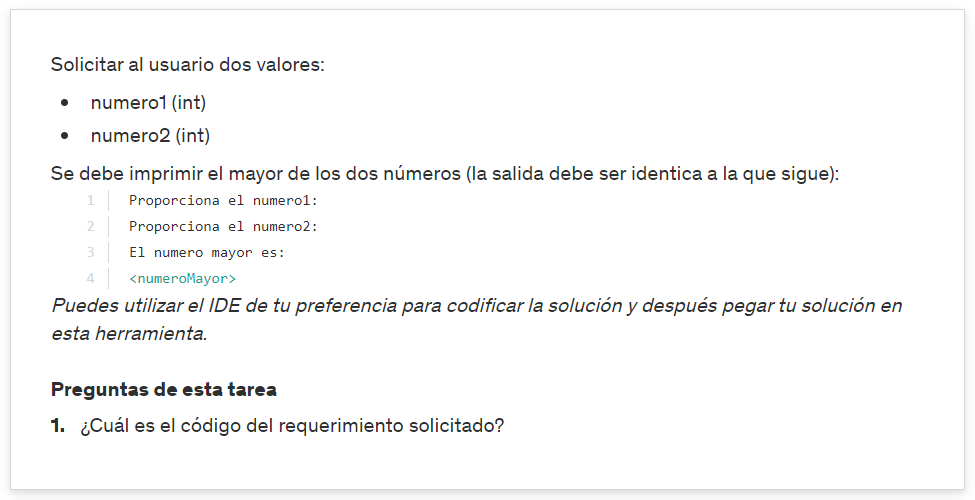 Solicitar al usuario dos valores:
• numero1 (int)
• numero2 (int)
Se debe imprimir el mayor de los dos números (la salida debe ser identica a la que sigue):
1 Proporciona el numero1:
2 Proporciona el numero2:
3 El numero mayor es:
4 <numeroMayor>
Puedes utilizar el IDE de tu preferencia para codificar la solución y después pegar tu solución en
esta herramienta.
Preguntas de esta tarea
1. ¿Cuál es el código del requerimiento solicitado?